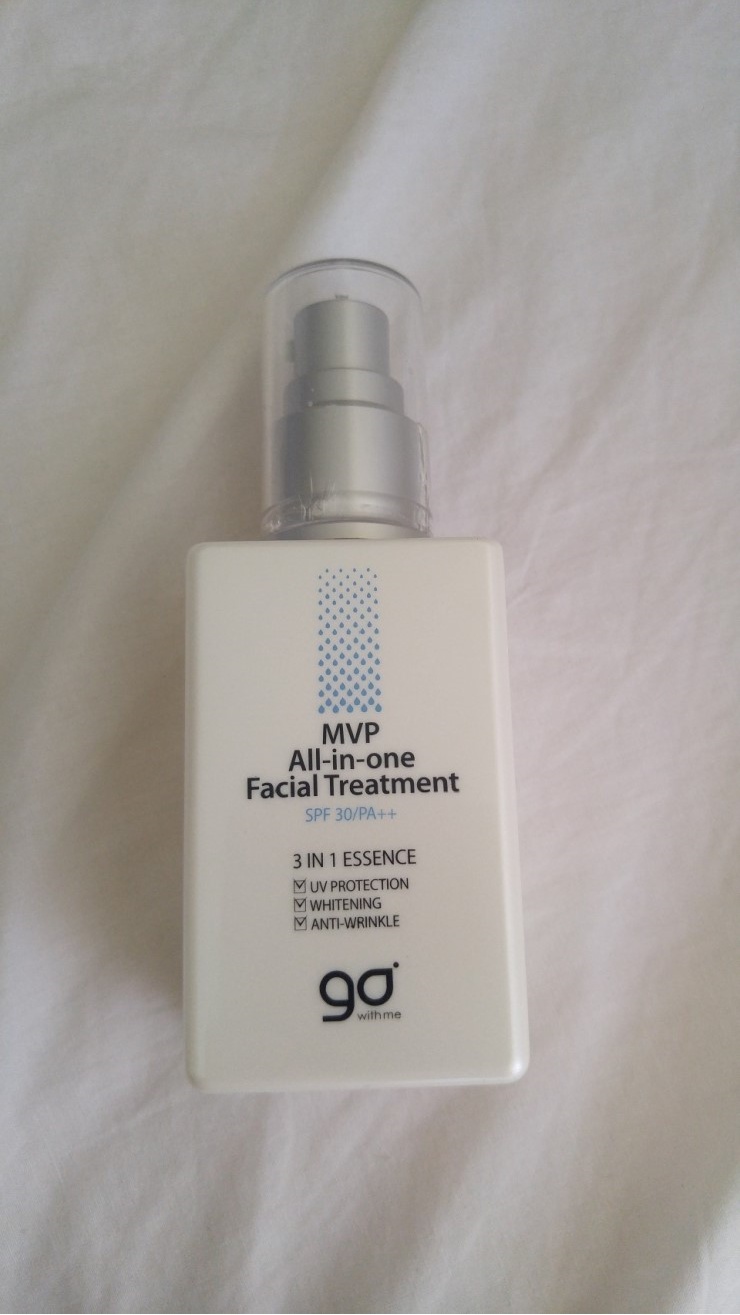 MVP
All-in-one
Facial Treatment
SPF 30/PA++
3 IN 1 ESSENCE
UV PROTECTION
WHITENING
ANTI-WRINKLE
go
with me